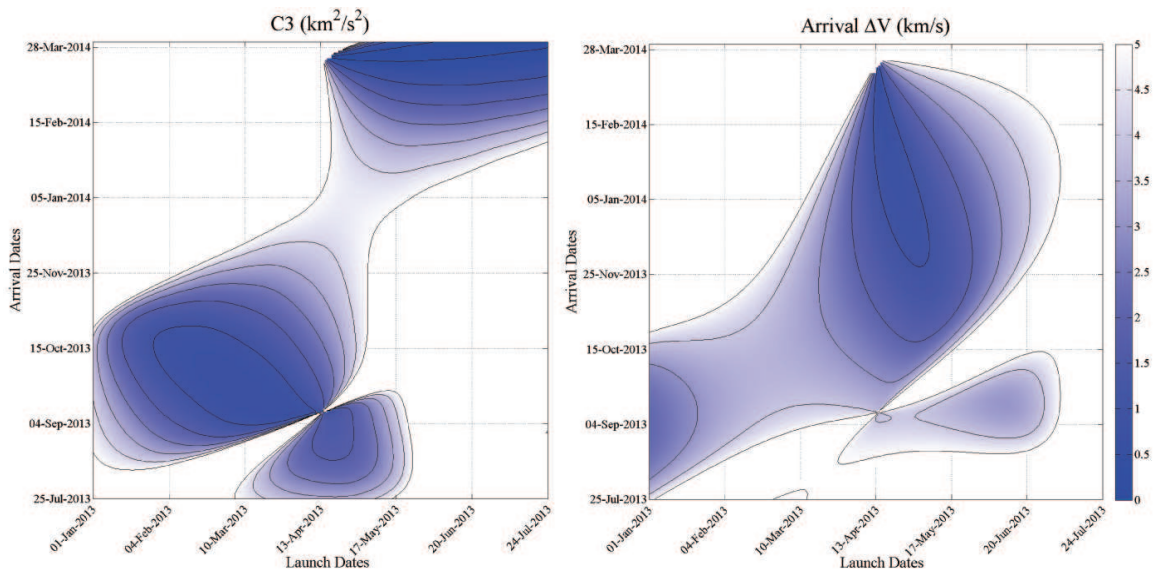 C3 (km²/s²)
Arrival Dates
28-Mar-2014
15-Feb-2014
05-Jan-2014
25-Nov-2013
15-Oct-2013
04-Sep-2013
25-Jul-2013
01-Jan-2013
04-Feb-2013
10-Mar-2013
13-Apr-2013
17-May-2013
20-Jun-2013
24-Jul-2013
Launch Dates
Arrival ΔV (km/s)
Arrival Dates
28-Mar-2014
15-Feb-2014
05-Jan-2014
25-Nov-2013
15-Oct-2013
04-Sep-2013
25-Jul-2013
01-Jan-2013
04-Feb-2013
10-Mar-2013
13-Apr-2013
17-May-2013
20-Jun-2013
24-Jul-2013
Launch Dates
5
4.5
4
3.5
3
2.5
2
1.5
1
0.5
0